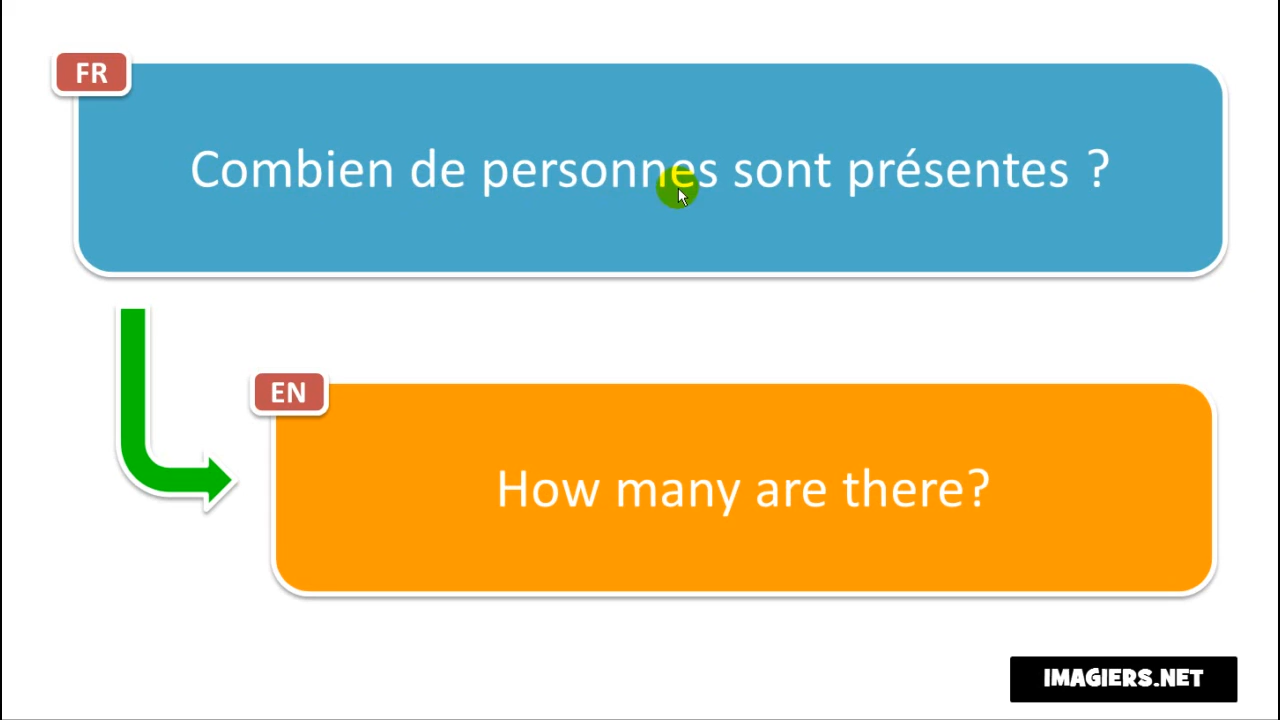 FR
Combien de personnes sont présentes ?
EN
How many are there?
IMAGIERS.NET